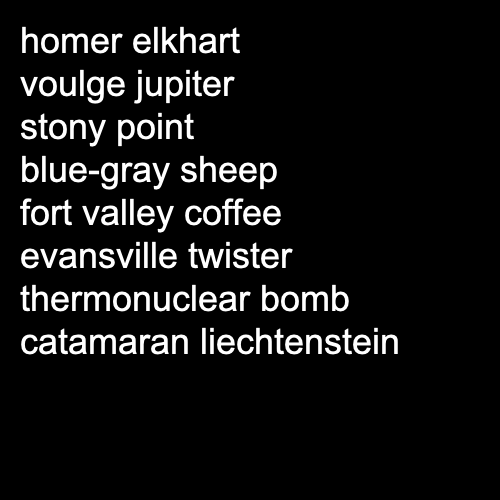 homer elkhart
voulge jupiter
stony point
blue-gray sheep
fort valley coffee
evansville twister
thermonuclear bomb
catamaran liechtenstein